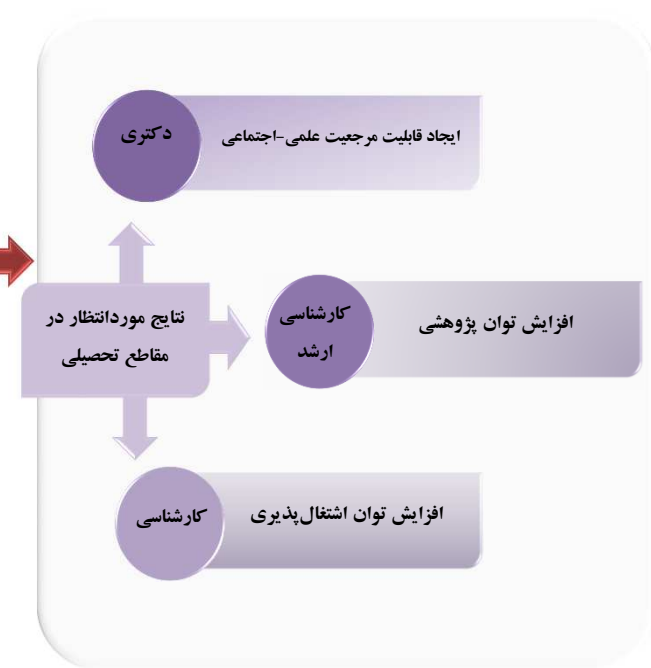 دکتری
ایجاد قابلیت مرجعیت علمی-اجتماعی
نتایج موردانتظار در
مقاطع تحصیلی
کارشناسی
ارشد
افزایش توان پژوهشی
کارشناسی
افزایش توان اشتغال‌پذیری